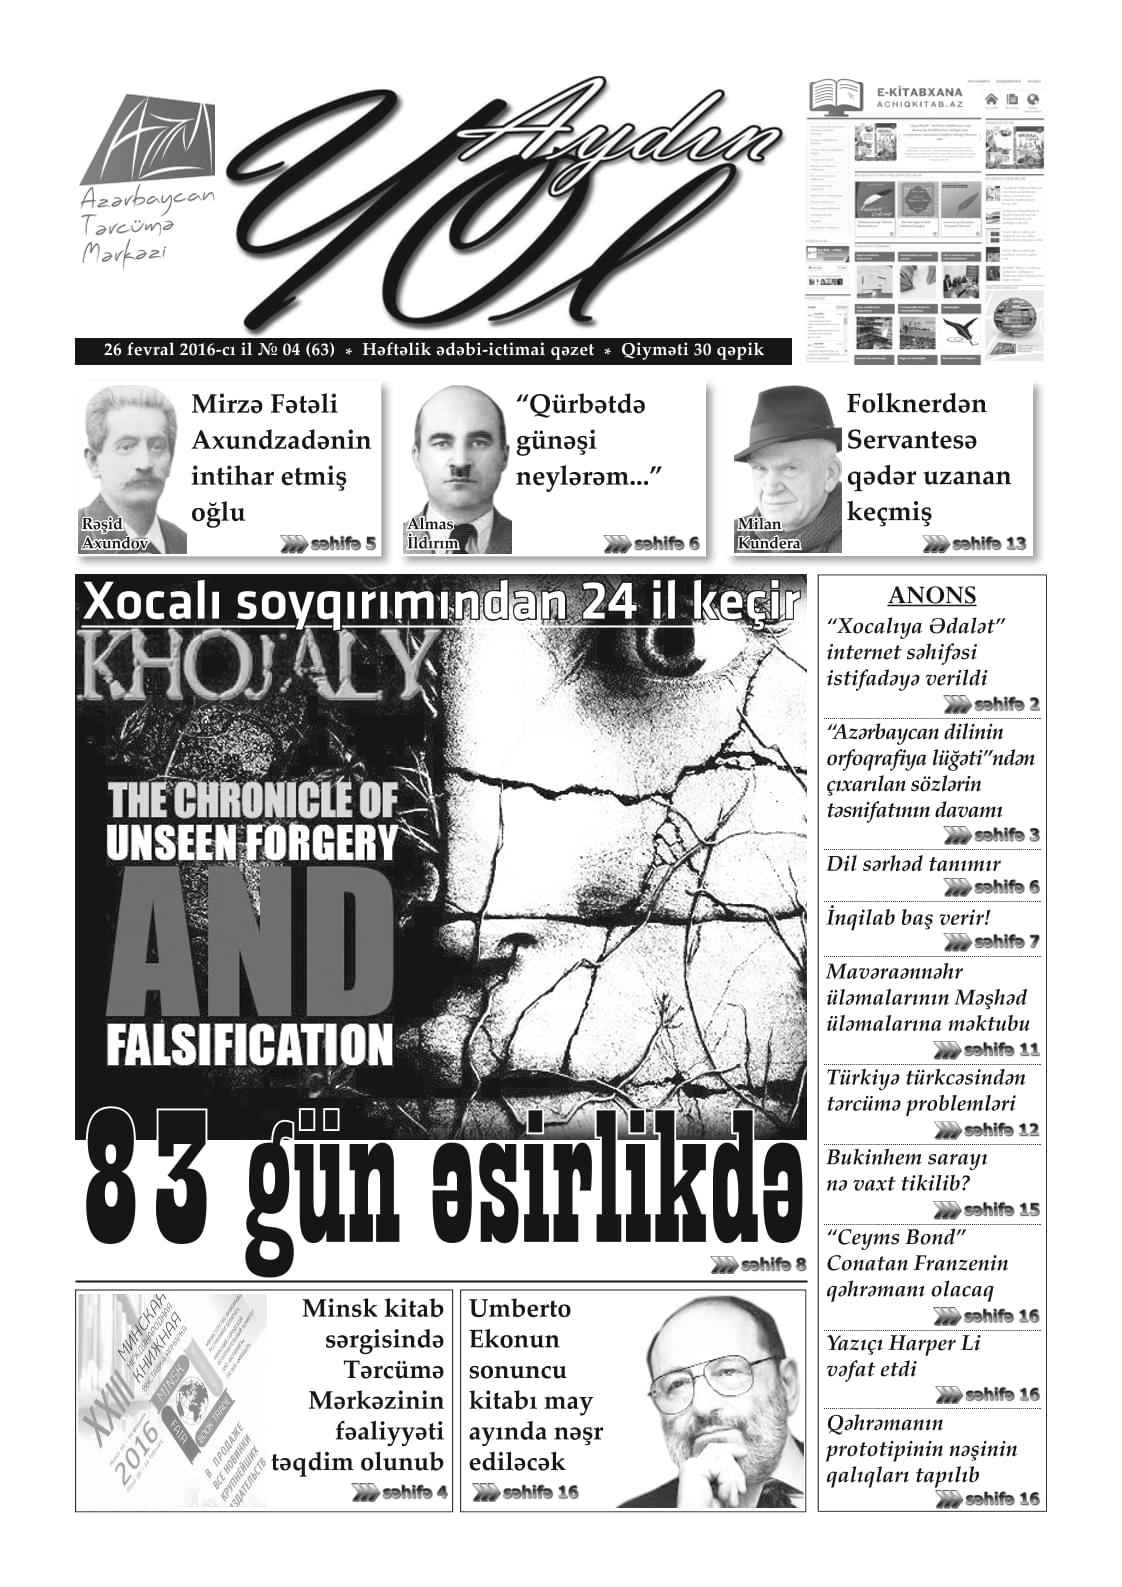 Azərbaycan
Tərcümə
Mərkəzi
Aydın
Yol
E-KİTABXANA
ACHIQKITAB.AZ
26 fevral 2016-cı il № 04 (63) * Həftəlik ədəbi-ictimai qəzet * Qiyməti 30 qəpik
Mirzə Fətəli
Axundzadənin
intihar etmiş
oğlu
Rəşid
Axundov
səhifə 5
“Qürbətdə
günəşi
neylərəm...”
Almas
İldırım
səhifə 6
Folknerdən
Servantesə
qədər uzanan
keçmiş
Milan
Kundera
səhifə 13
Xocalı soyqırımından 24 il keçir
KHOJALY
THE CHRONICLE OF
UNSEEN FORGERY
AND
FALSIFICATION
83 gün əsirlikdə
səhifə 8
ANONS
“Xocalıya Ədalət”
internet səhifəsi
istifadəyə verildi
səhifə 2
“Azərbaycan dilinin
orfoqrafiya lüğəti”ndən
çıxarılan sözlərin
təsnifatının davamı
səhifə 3
Dil sərhəd tanımır
səhifə 6
İnqilab baş verir!
səhifə 7
Mavəraənnəhr
üləmalarının Məşhəd
üləmalarına məktubu
səhifə 11
Türkiyə türkcəsindən
tərcümə problemləri
səhifə 12
Bukinhem sarayı
nə vaxt tikilib?
səhifə 15
“Ceyms Bond”
Conatan Franzenin
qəhrəmanı olacaq
səhifə 16
Yazıçı Harper Li
vəfat etdi
səhifə 16
Qəhrəmanın
prototipinin nəşinin
qalıqları tapılıb
səhifə 16
МИНСКАЯ
МЕЖДУНАРОДНАЯ
КНИЖНАЯ
ВЫСТАВКА-ЯРМАРКА
XXIII
2016
MINSK
BOOK TRADE
FAIR
В ПРОДАЖЕ
ВСЕ НОВИНКИ
КРУПНЕЙШИХ
ИЗДАТЕЛЬСТВ
Minsk kitab
sərgisində
Tərcümə
Mərkəzinin
fəaliyyəti
təqdim olunub
səhifə 4
Umberto
Ekonun
sonuncu
kitabı may
ayında nəşr
ediləcək
səhifə 16